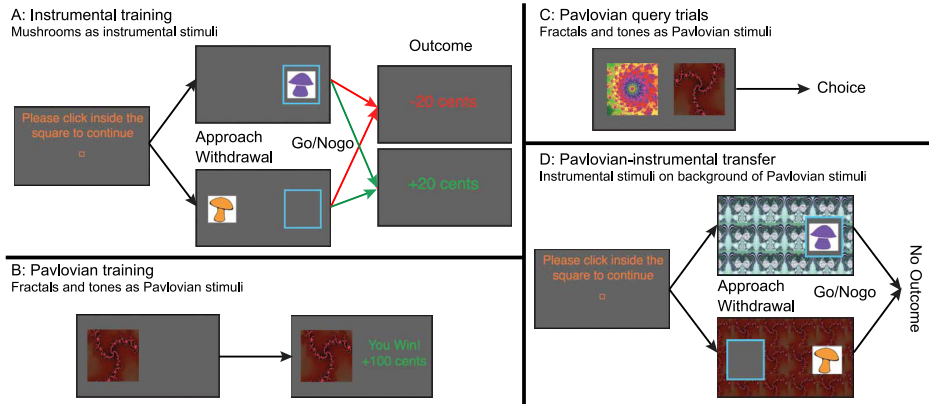 A: Instrumental training
Mushrooms as instrumental stimuli
Outcome
Please click inside the
square to continue
Approach
Withdrawal
Go/Nogo
-20 cents
+20 cents
B: Pavlovian training
Fractals and tones as Pavlovian stimuli
You Win!
+100 cents
C: Pavlovian query trials
Fractals and tones as Pavlovian stimuli
Choice
D: Pavlovian-instrumental transfer
Instrumental stimuli on background of Pavlovian stimuli
Please click inside the
square to continue
Approach
Withdrawal
Go/Nogo
No Outcome